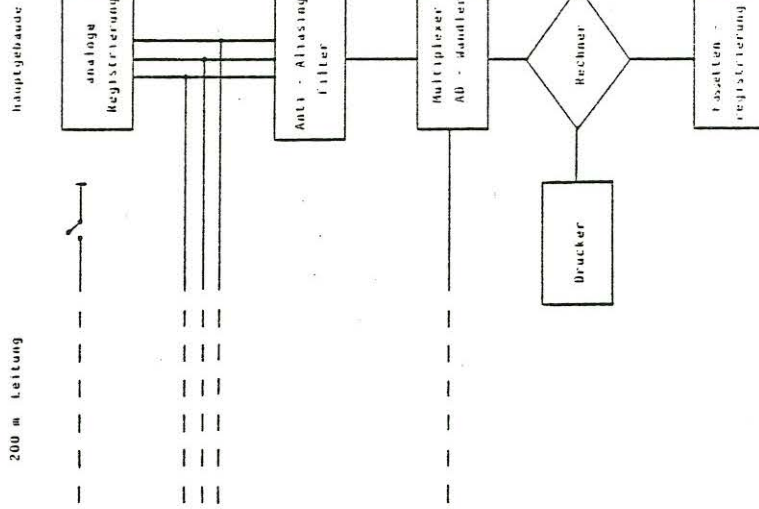 200 m Leitung
hauptgebäude
analoge
Registrierung
Anti - Aliasing
Filter
Multiplexer
AD - Wandler
Rechner
Drucker
Kassetten -
registrierung